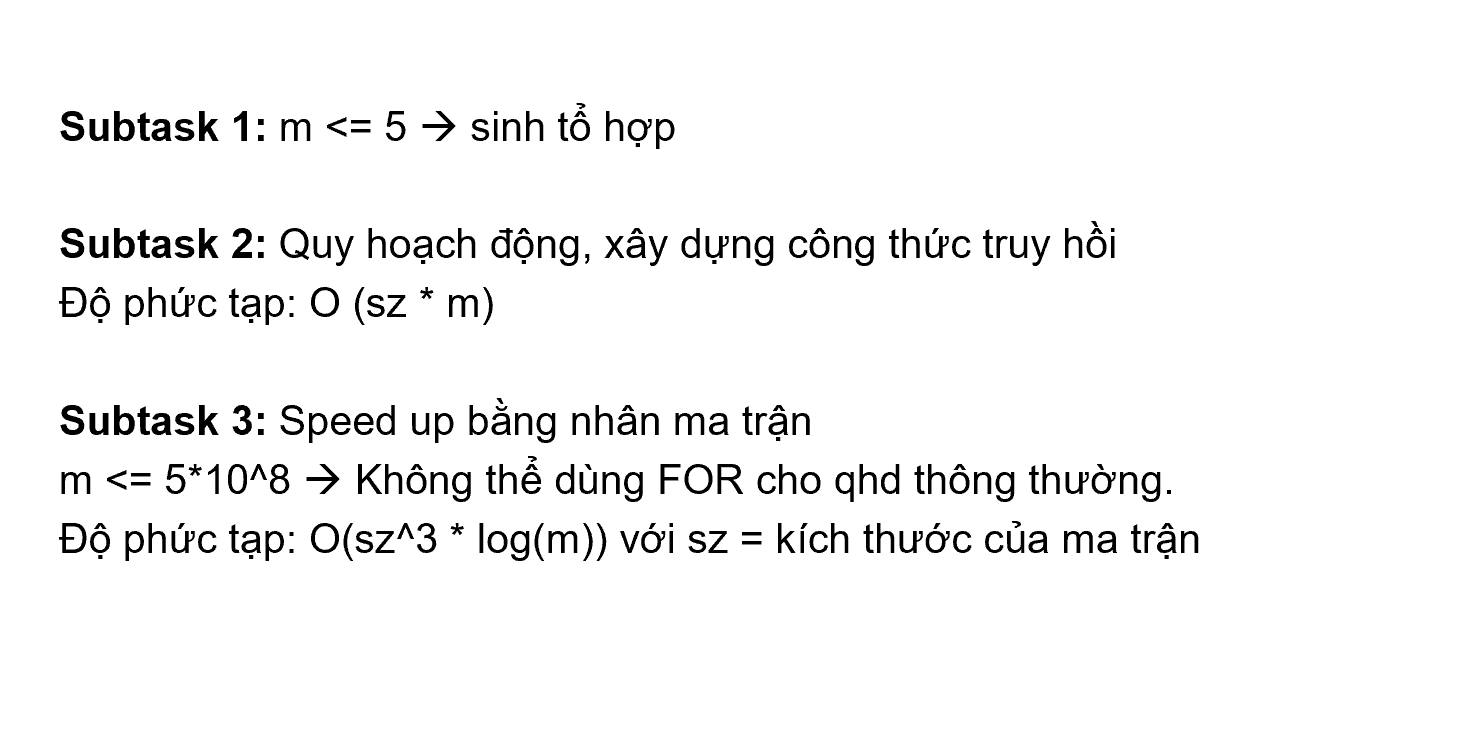 Subtask 1: m <= 5 → sinh tổ hợp
Subtask 2: Quy hoạch động, xây dựng công thức truy hồi
Độ phức tạp: O (sz * m)
Subtask 3: Speed up bằng nhân ma trận
m <= 5*10^8 → Không thể dùng FOR cho qhd thông thường.
Độ phức tạp: O(sz^3 * log(m)) với sz = kích thước của ma trận